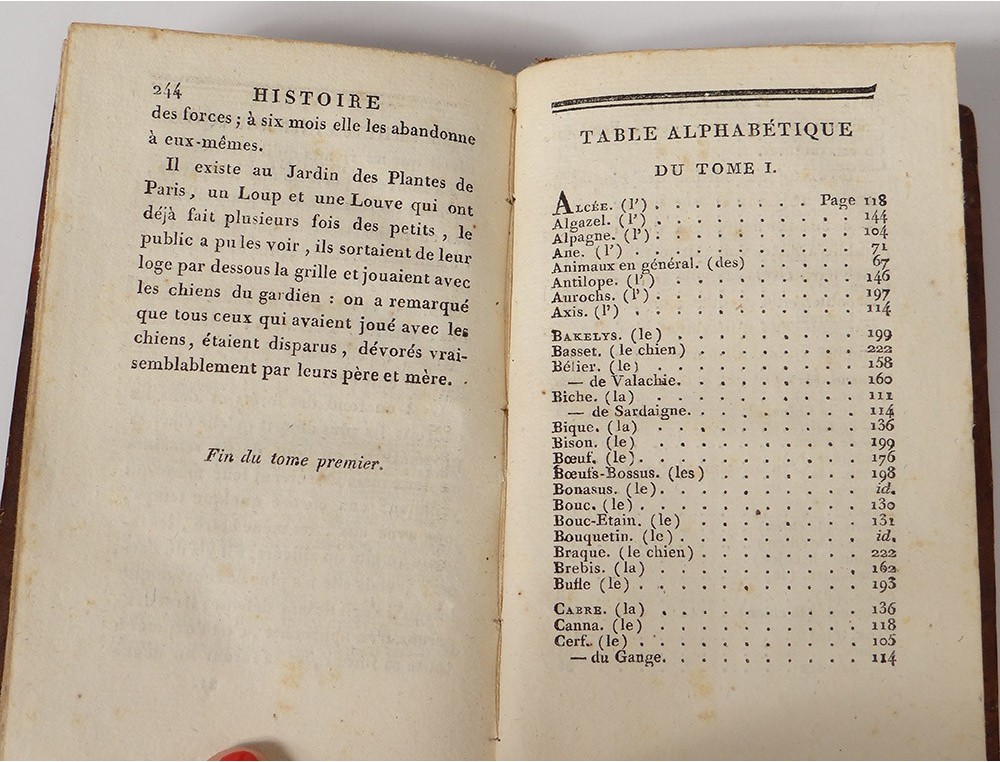 244 HISTOIRE
des forces ; à six mois elle les abandonne
à eux-mêmes.
Il existe au Jardin des Plantes de
Paris, un Loup et une Louve qui ont
déjà fait plusieurs fois des petits, le
public a pu les voir, ils sortaient de leur
loge par dessous la grille et jouaient avec
les chiens du gardien : on a remarqué
que tous ceux qui avaient joué avec les
chiens, étaient disparus, dévorés vrai-
semblablement par leurs père et mère.
Fin du tome premier.
TABLE ALPHABÉTIQUE
DU TOME I.
ALCÉE. (l') . . . . . . . . Page 118
Algazel. (l') . . . . . . . . . . 144
Alpagne. (l') . . . . . . . . . . 104
Ane. (l') . . . . . . . . . . . 71
Animaux en général. (des) . . . . . 67
Antilope. (l') . . . . . . . . . . 146
Aurochs. (l') . . . . . . . . . . 197
Axis. (l') . . . . . . . . . . . 114
BAKELYS. (le) . . . . . . . . . . 199
Basset. (le chien) . . . . . . . . 222
Bélier. (le) . . . . . . . . . . 158
— de Valachie. . . . . . . . . . 160
Biche. (la) . . . . . . . . . . 111
— de Sardaigne. . . . . . . . . 114
Bique. (la) . . . . . . . . . . 136
Bison. (le) . . . . . . . . . . 199
Bœuf. (le) . . . . . . . . . . . 176
Bœufs-Bossus. (les) . . . . . . . 198
Bonasus. (le) . . . . . . . . . . id.
Bouc. (le) . . . . . . . . . . . 130
Bouc-Etain. (le) . . . . . . . . 131
Bouquetin. (le) . . . . . . . . . id.
Braque. (le chien) . . . . . . . . 222
Brebis. (la) . . . . . . . . . . 162
Bufle (le) . . . . . . . . . . . 193
CABRE. (la) . . . . . . . . . . 136
Canna. (le) . . . . . . . . . . 118
Cerf. (le) . . . . . . . . . . . 105
— du Gange. . . . . . . . . . . 114